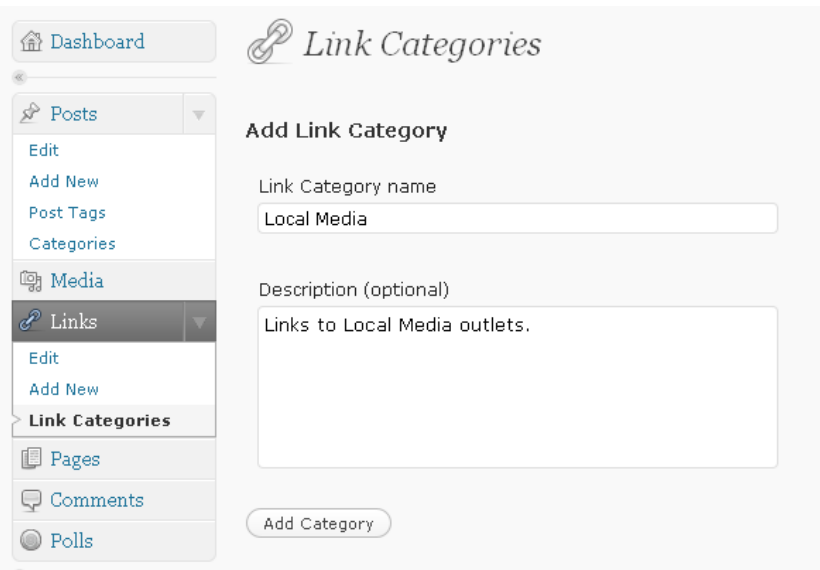 Dashboard
Posts
Edit
Add New
Post Tags
Categories
Media
Links
Edit
Add New
Link Categories
Pages
Comments
Polls
Link Categories
Add Link Category
Link Category name
Local Media
Description (optional)
Links to Local Media outlets.
Add Category